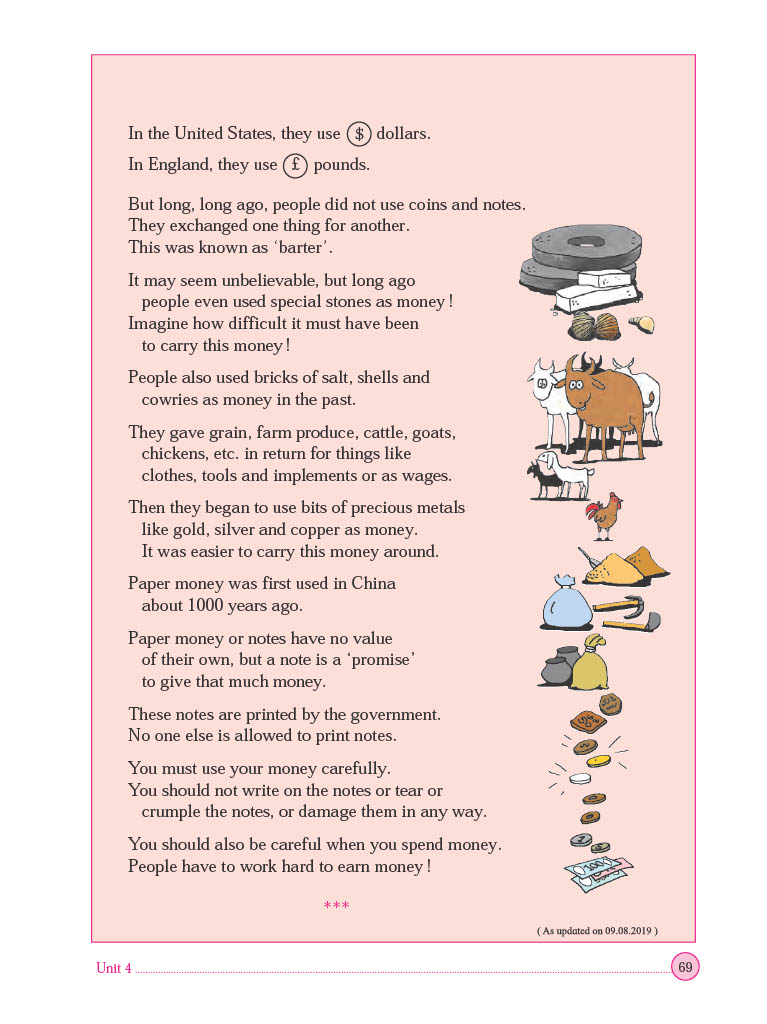 In the United States, they use $ dollars.
In England, they use £ pounds.
But long, long ago, people did not use coins and notes.
They exchanged one thing for another.
This was known as ‘barter’.
It may seem unbelievable, but long ago
people even used special stones as money !
Imagine how difficult it must have been
to carry this money !
People also used bricks of salt, shells and
cowries as money in the past.
They gave grain, farm produce, cattle, goats,
chickens, etc. in return for things like
clothes, tools and implements or as wages.
Then they began to use bits of precious metals
like gold, silver and copper as money.
It was easier to carry this money around.
Paper money was first used in China
about 1000 years ago.
Paper money or notes have no value
of their own, but a note is a ‘promise’
to give that much money.
These notes are printed by the government.
No one else is allowed to print notes.
You must use your money carefully.
You should not write on the notes or tear or
crumple the notes, or damage them in any way.
You should also be careful when you spend money.
People have to work hard to earn money !
***
( As updated on 09.08.2019 )
Unit 4
69